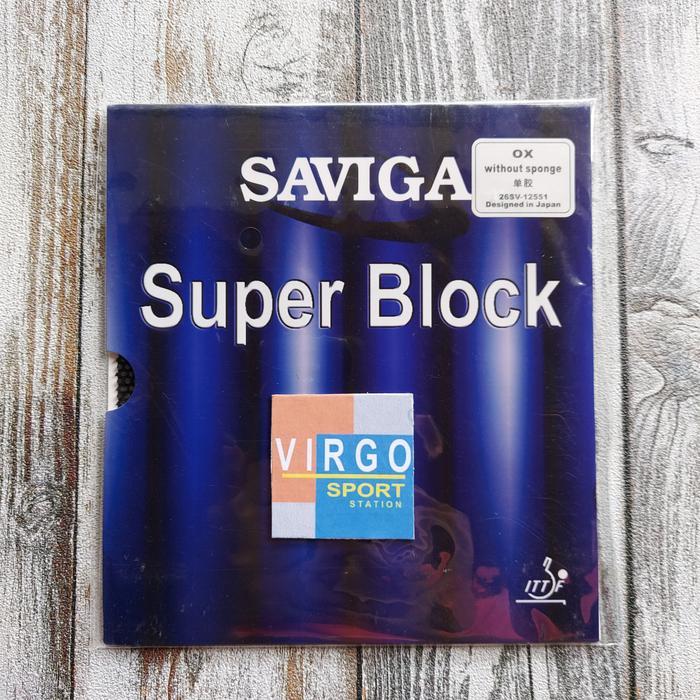 SAVIGA
OX
without sponge
单胶
26SV-12551
Designed in Japan
Super Block
VIRGO
SPORT
STATION
ITTF